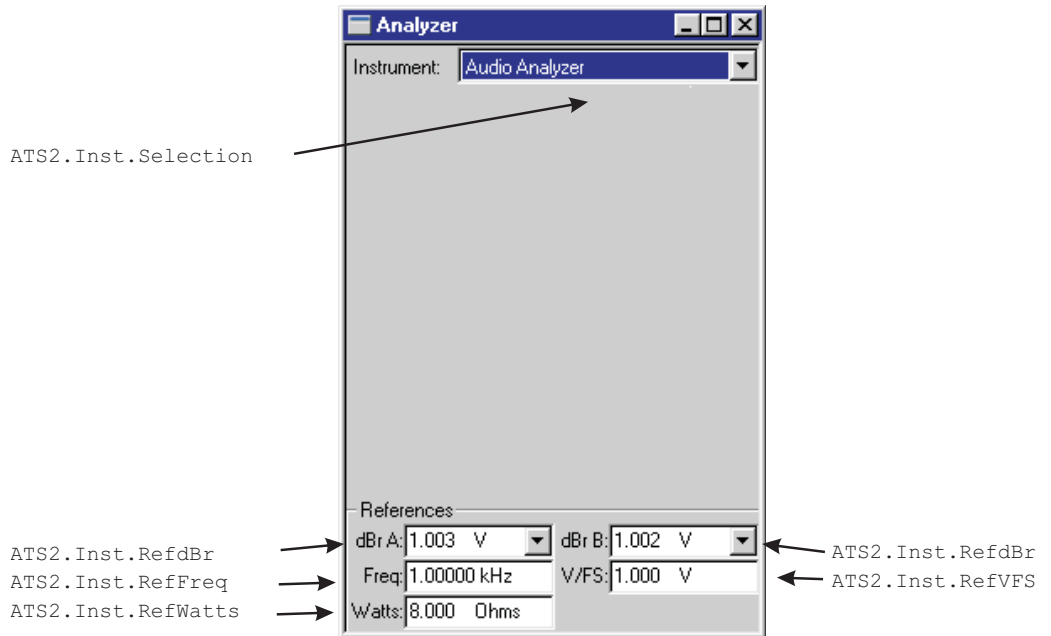 Analyzer
Instrument: Audio Analyzer
ATS2.Inst.Selection
References
dBr A: 1.003 V dBr B: 1.002 V
ATS2.Inst.RefdBr
ATS2.Inst.RefdBr
Freq: 1.00000 kHz V/FS: 1.000 V
ATS2.Inst.RefFreq
ATS2.Inst.RefVFS
Watts: 8.000 Ohms
ATS2.Inst.RefWatts